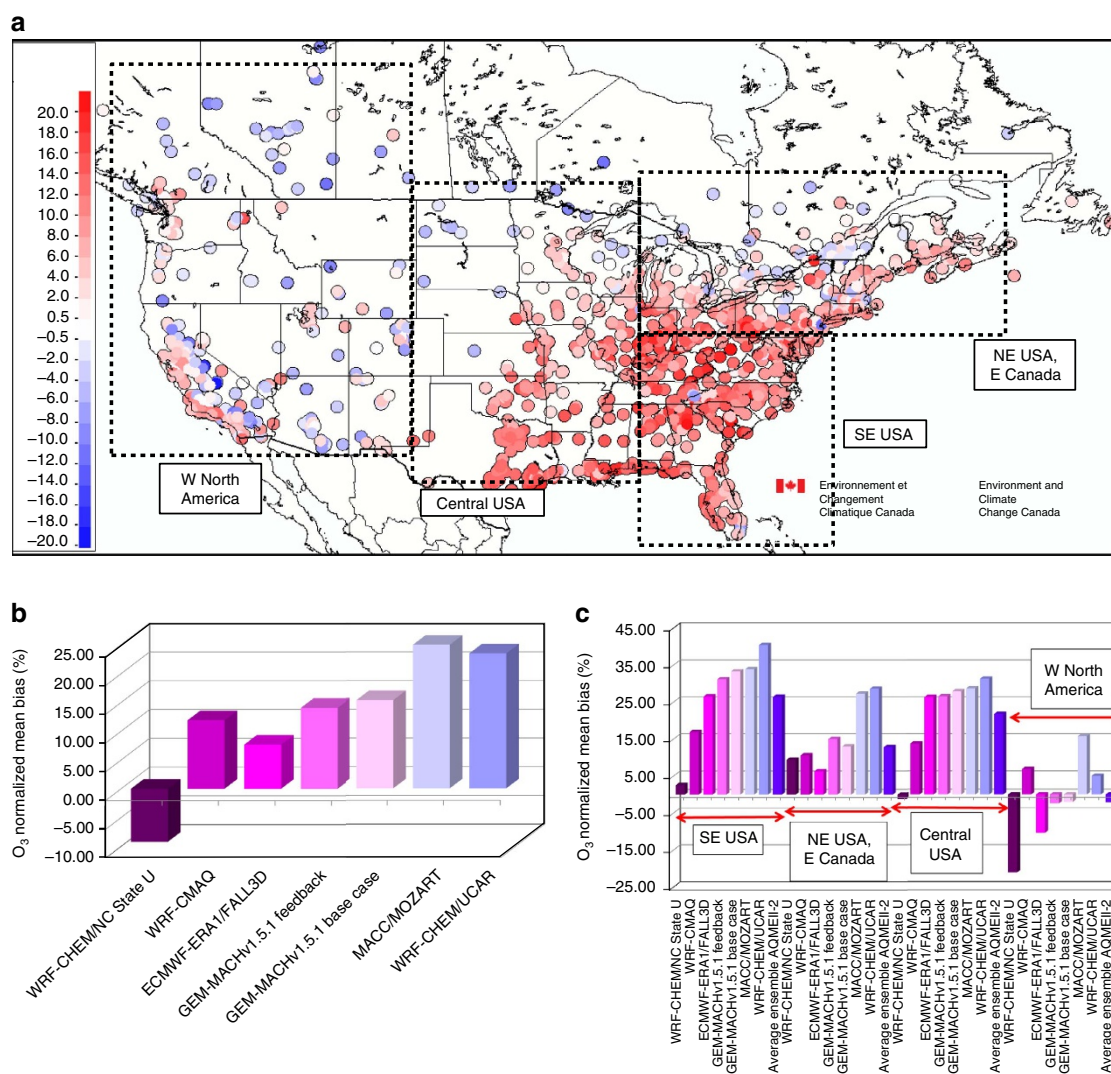 a
20.0
18.0
16.0
14.0
12.0
10.0
8.0
6.0
4.0
2.0
0.5
−0.5
−2.0
−4.0
−6.0
−8.0
−10.0
−12.0
−14.0
−16.0
−18.0
−20.0
W North
America
Central USA
NE USA,
E Canada
SE USA
Environnement et
Changement
Climatique Canada
Environment and
Climate
Change Canada
b
O3 normalized mean bias (%)
25.00
20.00
15.00
10.00
5.00
0.00
−5.00
−10.00
WRF-CHEM/NC State U
WRF-CMAQ
ECMWF-ERA1/FALL3D
GEM-MACHv1.5.1 feedback
GEM-MACHv1.5.1 base case
MACC/MOZART
WRF-CHEM/UCAR
c
O3 normalized mean bias (%)
45.00
35.00
25.00
15.00
5.00
−5.00
−15.00
−25.00
W North
America
SE USA
NE USA,
E Canada
Central
USA
WRF-CHEM/NC State U
WRF-CMAQ
ECMWF-ERA1/FALL3D
GEM-MACHv1.5.1 feedback
GEM-MACHv1.5.1 base case
MACC/MOZART
WRF-CHEM/UCAR
Average ensemble AQMEII-2
WRF-CHEM/NC State U
WRF-CMAQ
ECMWF-ERA1/FALL3D
GEM-MACHv1.5.1 feedback
GEM-MACHv1.5.1 base case
MACC/MOZART
WRF-CHEM/UCAR
Average ensemble AQMEII-2
WRF-CHEM/NC State U
WRF-CMAQ
ECMWF-ERA1/FALL3D
GEM-MACHv1.5.1 feedback
GEM-MACHv1.5.1 base case
MACC/MOZART
WRF-CHEM/UCAR
Average ensemble AQMEII-2
WRF-CHEM/NC State U
WRF-CMAQ
ECMWF-ERA1/FALL3D
GEM-MACHv1.5.1 feedback
GEM-MACHv1.5.1 base case
MACC/MOZART
WRF-CHEM/UCAR
Average ensemble AQMEII-2